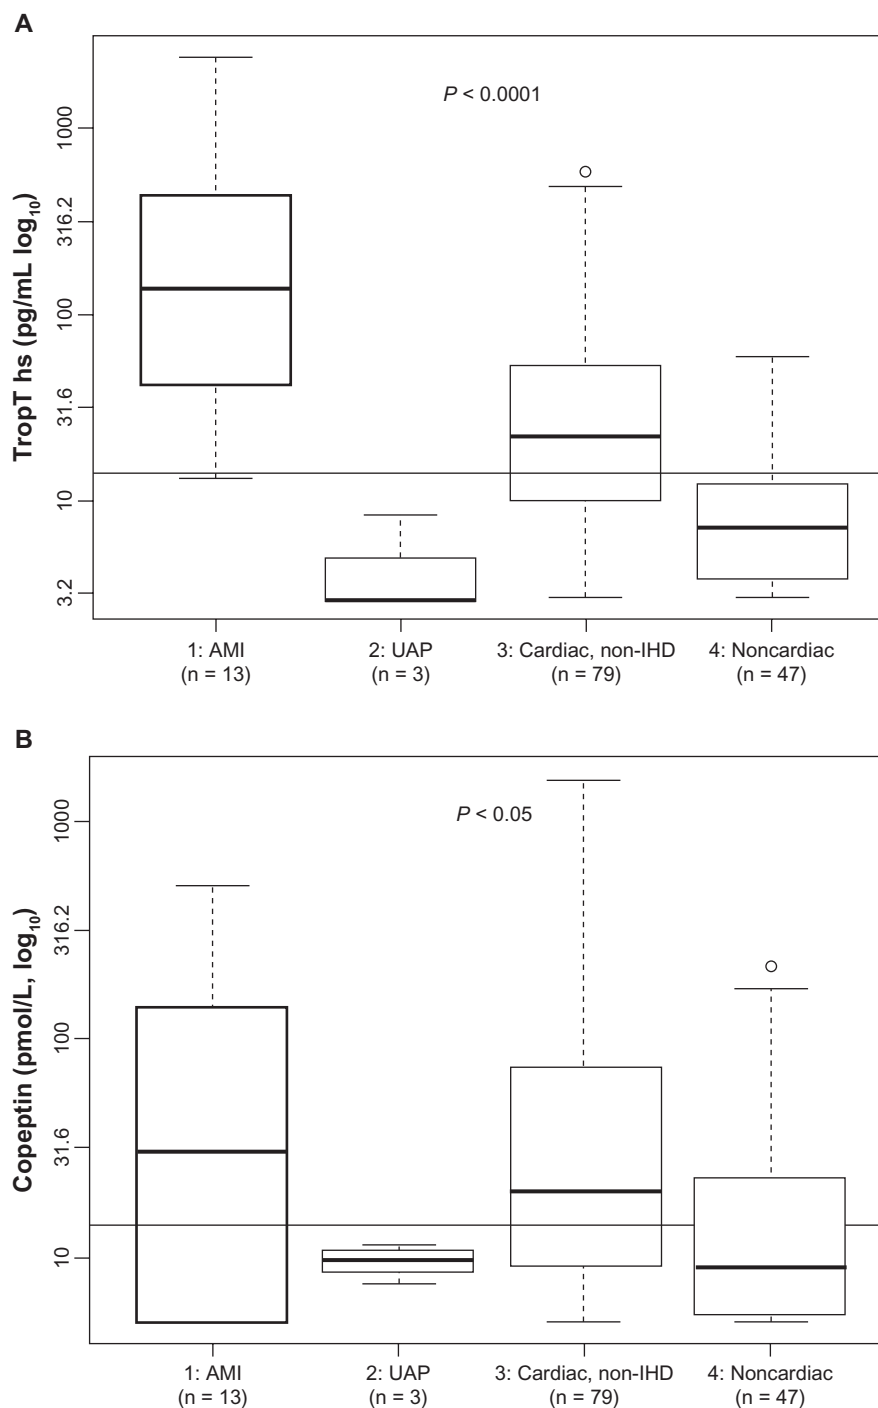 A
P < 0.0001
TropT hs (pg/mL log₁₀)
1000
316.2
100
31.6
10
3.2
1: AMI
(n = 13)
2: UAP
(n = 3)
3: Cardiac, non-IHD
(n = 79)
4: Noncardiac
(n = 47)
B
P < 0.05
Copeptin (pmol/L, log₁₀)
1000
316.2
100
31.6
10
1: AMI
(n = 13)
2: UAP
(n = 3)
3: Cardiac, non-IHD
(n = 79)
4: Noncardiac
(n = 47)